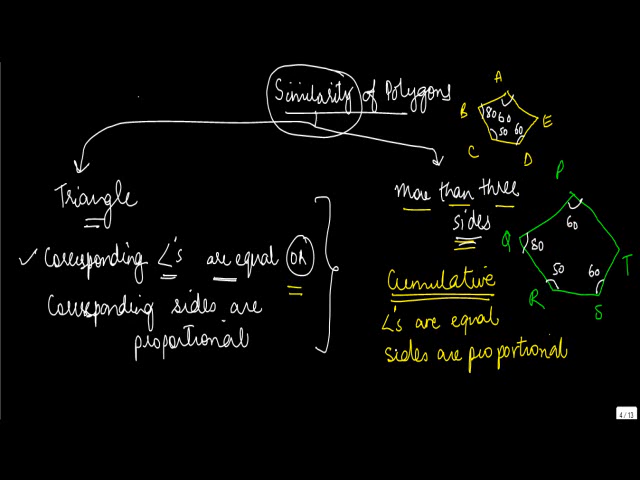 Similarity of Polygons
A
B
E
80 60
50 60
C
D
P
Triangle
More than three
sides
60
Q
80
T
✓ Corresponding ∠'s are equal OR
50 60
Cumulative
R
S
Corresponding sides are
proportional
∠'s are equal
sides are proportional
4 / 13